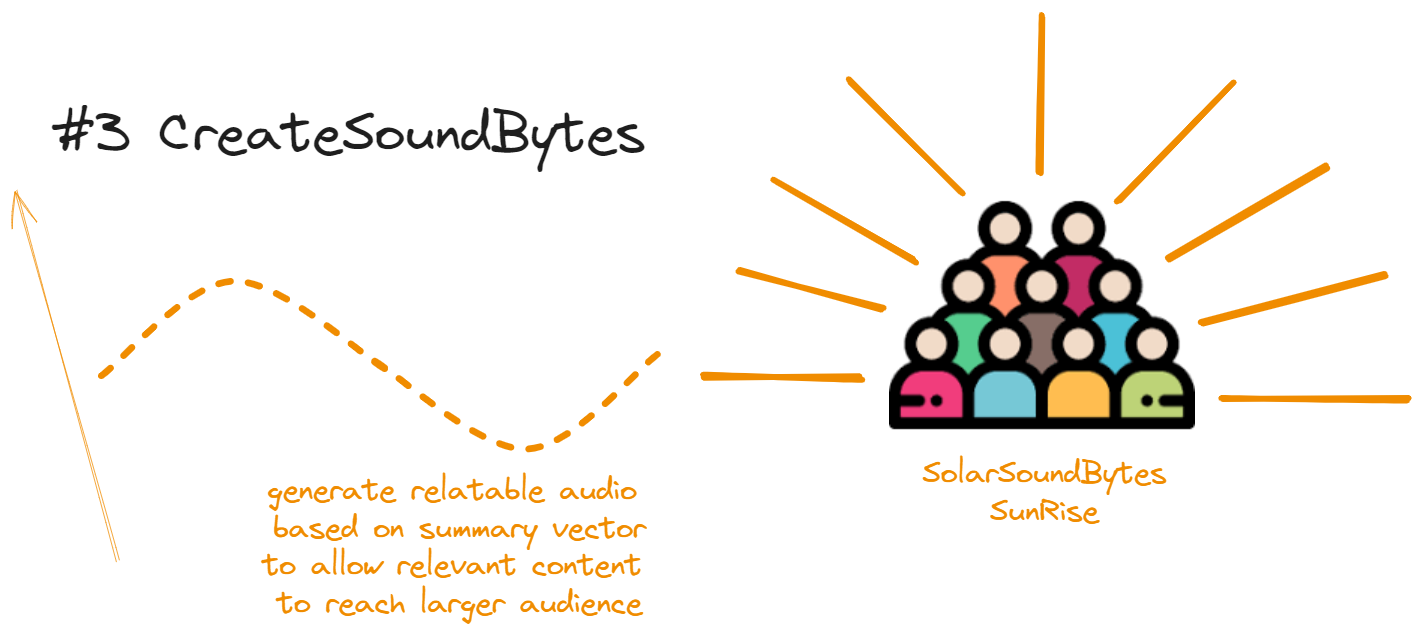 #3 CreateSoundBytes
generate relatable audio
based on summary vector
to allow relevant content
to reach larger audience
SolarSoundBytes
SunRise